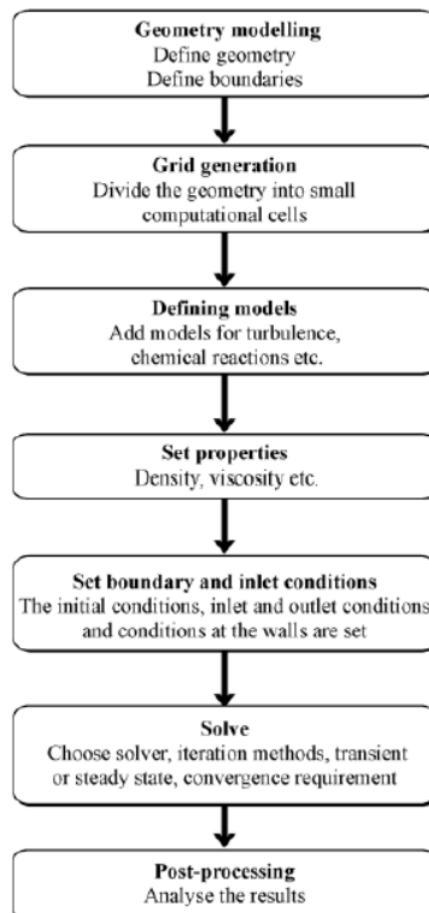 Geometry modelling
Define geometry
Define boundaries
Grid generation
Divide the geometry into small
computational cells
Defining models
Add models for turbulence,
chemical reactions etc.
Set properties
Density, viscosity etc.
Set boundary and inlet conditions
The initial conditions, inlet and outlet conditions
and conditions at the walls are set
Solve
Choose solver, iteration methods, transient
or steady state, convergence requirement
Post-processing
Analyse the results